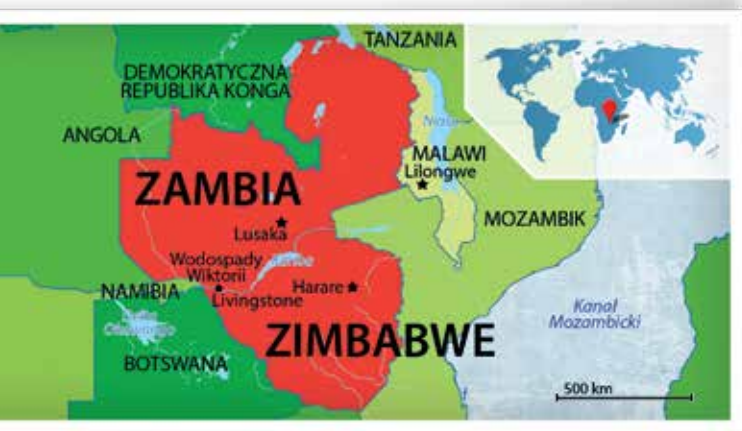 TANZANIA
DEMOKRATYCZNA
REPUBLIKA KONGA
ANGOLA
MALAWI
Lilongwe
ZAMBIA
MOZAMBIK
Lusaka
Wodospady
Wiktorii
NAMIBIA
Livingstone
Harare
Kanał
Mozambicki
ZIMBABWE
BOTSWANA
500 km